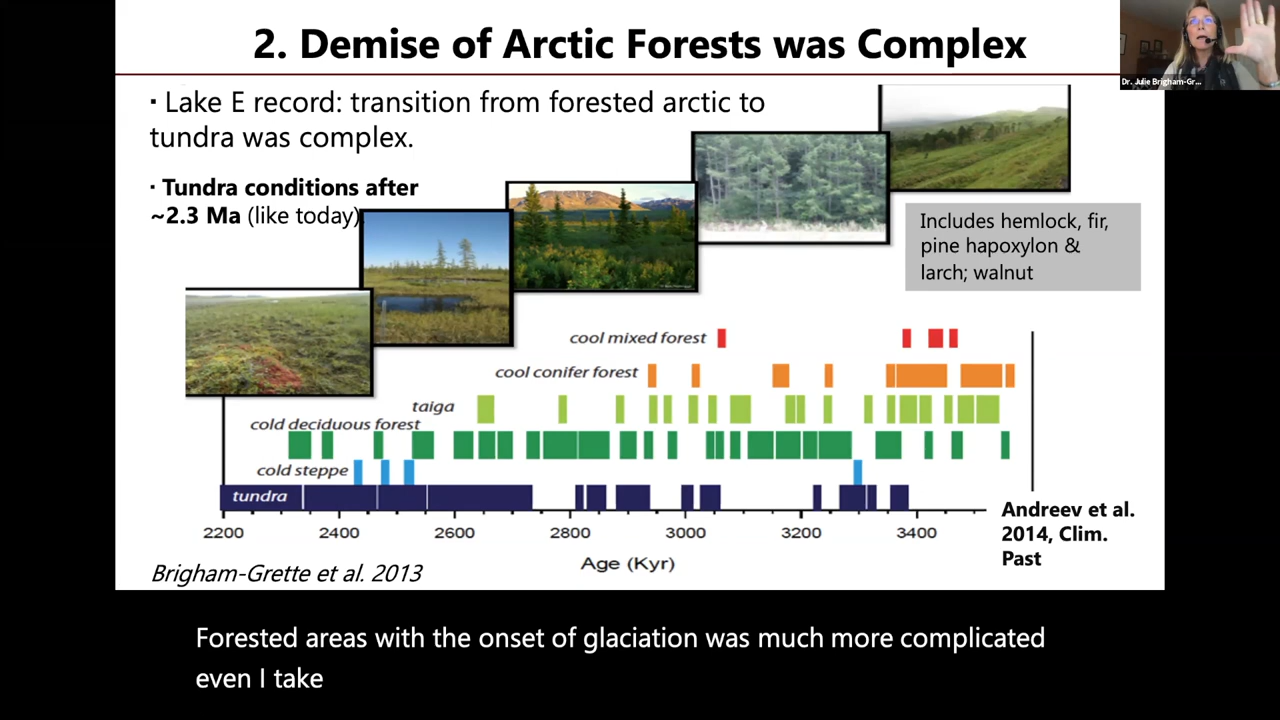 2. Demise of Arctic Forests was Complex
Dr. Julie Brigham-Gr...
· Lake E record: transition from forested arctic to
tundra was complex.
· Tundra conditions after
~2.3 Ma (like today)
Includes hemlock, fir,
pine hapoxylon &
larch; walnut
cool mixed forest
cool conifer forest
taiga
cold deciduous forest
cold steppe
tundra
2200 2400 2600 2800 3000 3200 3400
Age (Kyr)
Andreev et al.
2014, Clim.
Past
Brigham-Grette et al. 2013
Forested areas with the onset of glaciation was much more complicated
even I take